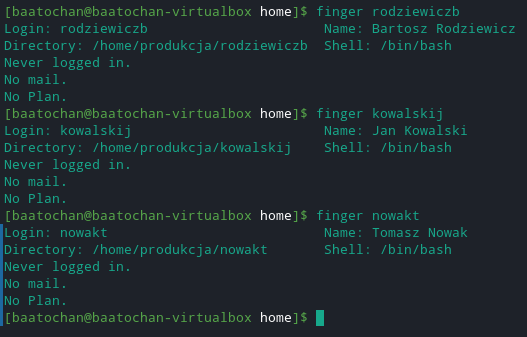 [baatochan@baatochan-virtualbox home]$ finger rodziewiczb
Login: rodziewiczb                      Name: Bartosz Rodziewicz
Directory: /home/produkcja/rodziewiczb  Shell: /bin/bash
Never logged in.
No mail.
No Plan.
[baatochan@baatochan-virtualbox home]$ finger kowalskij
Login: kowalskij                        Name: Jan Kowalski
Directory: /home/produkcja/kowalskij    Shell: /bin/bash
Never logged in.
No mail.
No Plan.
[baatochan@baatochan-virtualbox home]$ finger nowakt
Login: nowakt                           Name: Tomasz Nowak
Directory: /home/produkcja/nowakt       Shell: /bin/bash
Never logged in.
No mail.
No Plan.
[baatochan@baatochan-virtualbox home]$